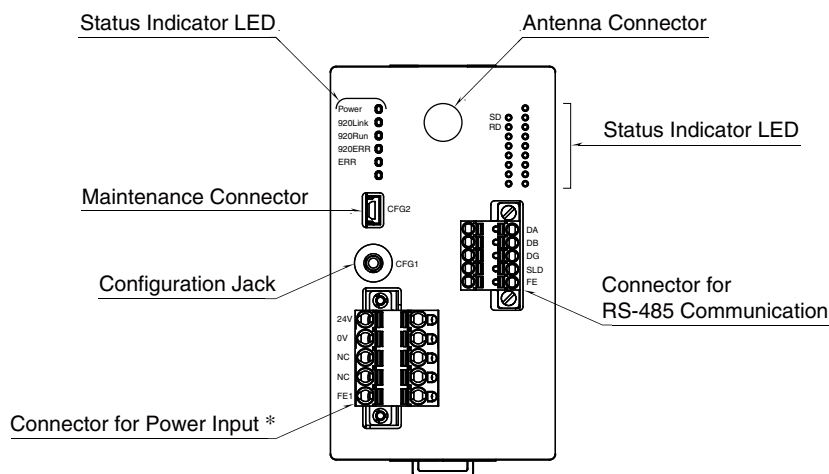 Status Indicator LED
Antenna Connector
Power
920Link
920Run
920ERR
ERR
SD
RD
Status Indicator LED
Maintenance Connector
CFG2
Configuration Jack
CFG1
DA
DB
DG
SLD
FE
Connector for
RS-485 Communication
24V
0V
NC
NC
FE1
Connector for Power Input *